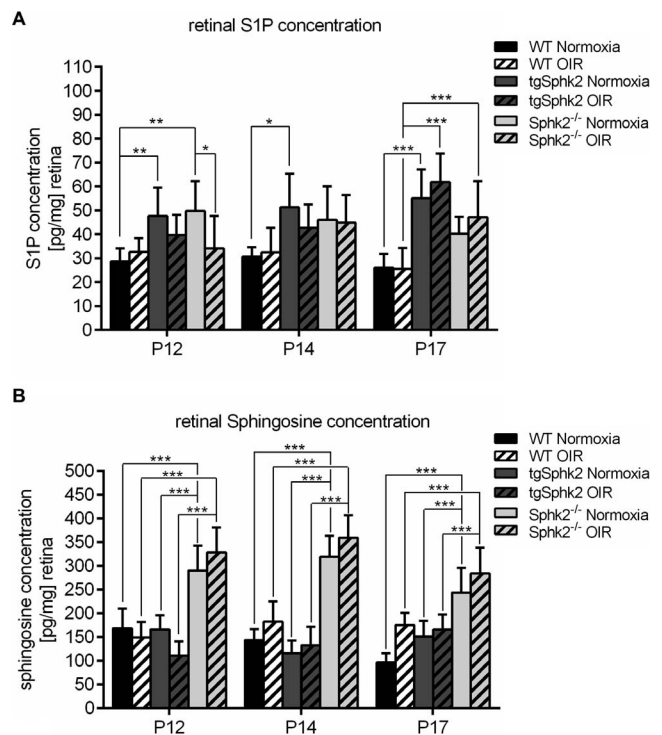 A
retinal S1P concentration
WT Normoxia
WT OIR
tgSphk2 Normoxia
tgSphk2 OIR
Sphk2-/- Normoxia
Sphk2-/- OIR
S1P concentration
[pg/mg] retina
110
100
90
80
70
60
50
40
30
20
10
0
** ** * * *** *** ***
P12 P14 P17
B
retinal Sphingosine concentration
WT Normoxia
WT OIR
tgSphk2 Normoxia
tgSphk2 OIR
Sphk2-/- Normoxia
Sphk2-/- OIR
sphingosine concentration
[pg/mg] retina
500
450
400
350
300
250
200
150
100
50
0
*** *** *** ***
*** *** *** ***
*** *** *** ***
P12 P14 P17